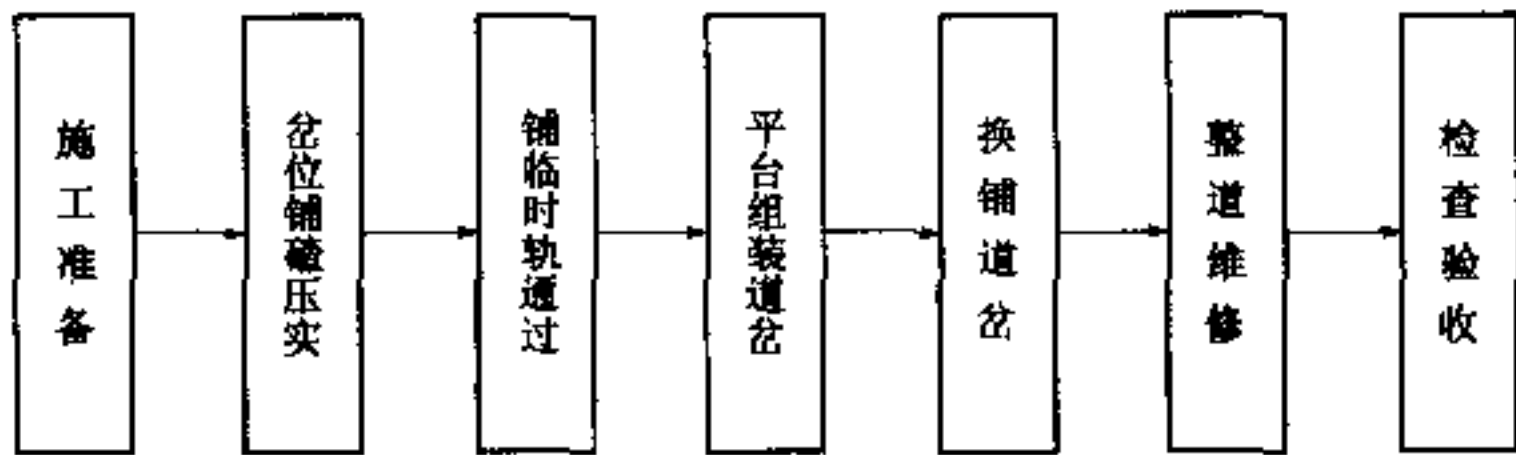 施工准备
岔位铺碴压实
铺临时轨通过
平台组装道岔
换铺道岔
整道维修
检查验收